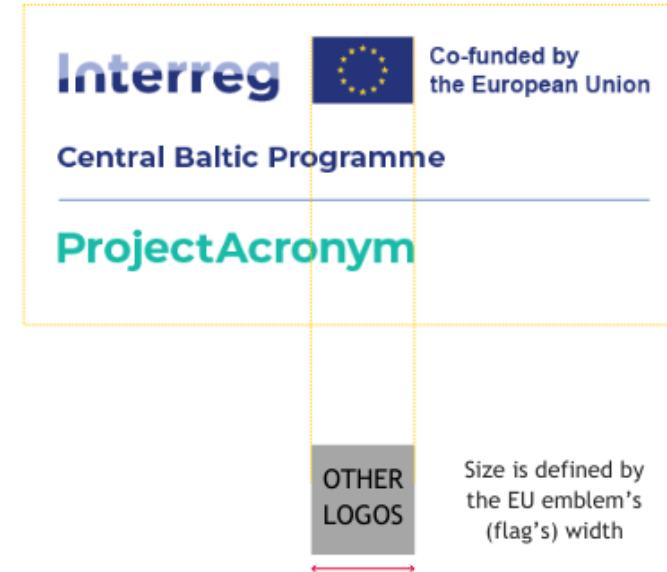 Interreg
Co-funded by
the European Union
Central Baltic Programme
ProjectAcronym
OTHER
LOGOS
Size is defined by
the EU emblem's
(flag's) width